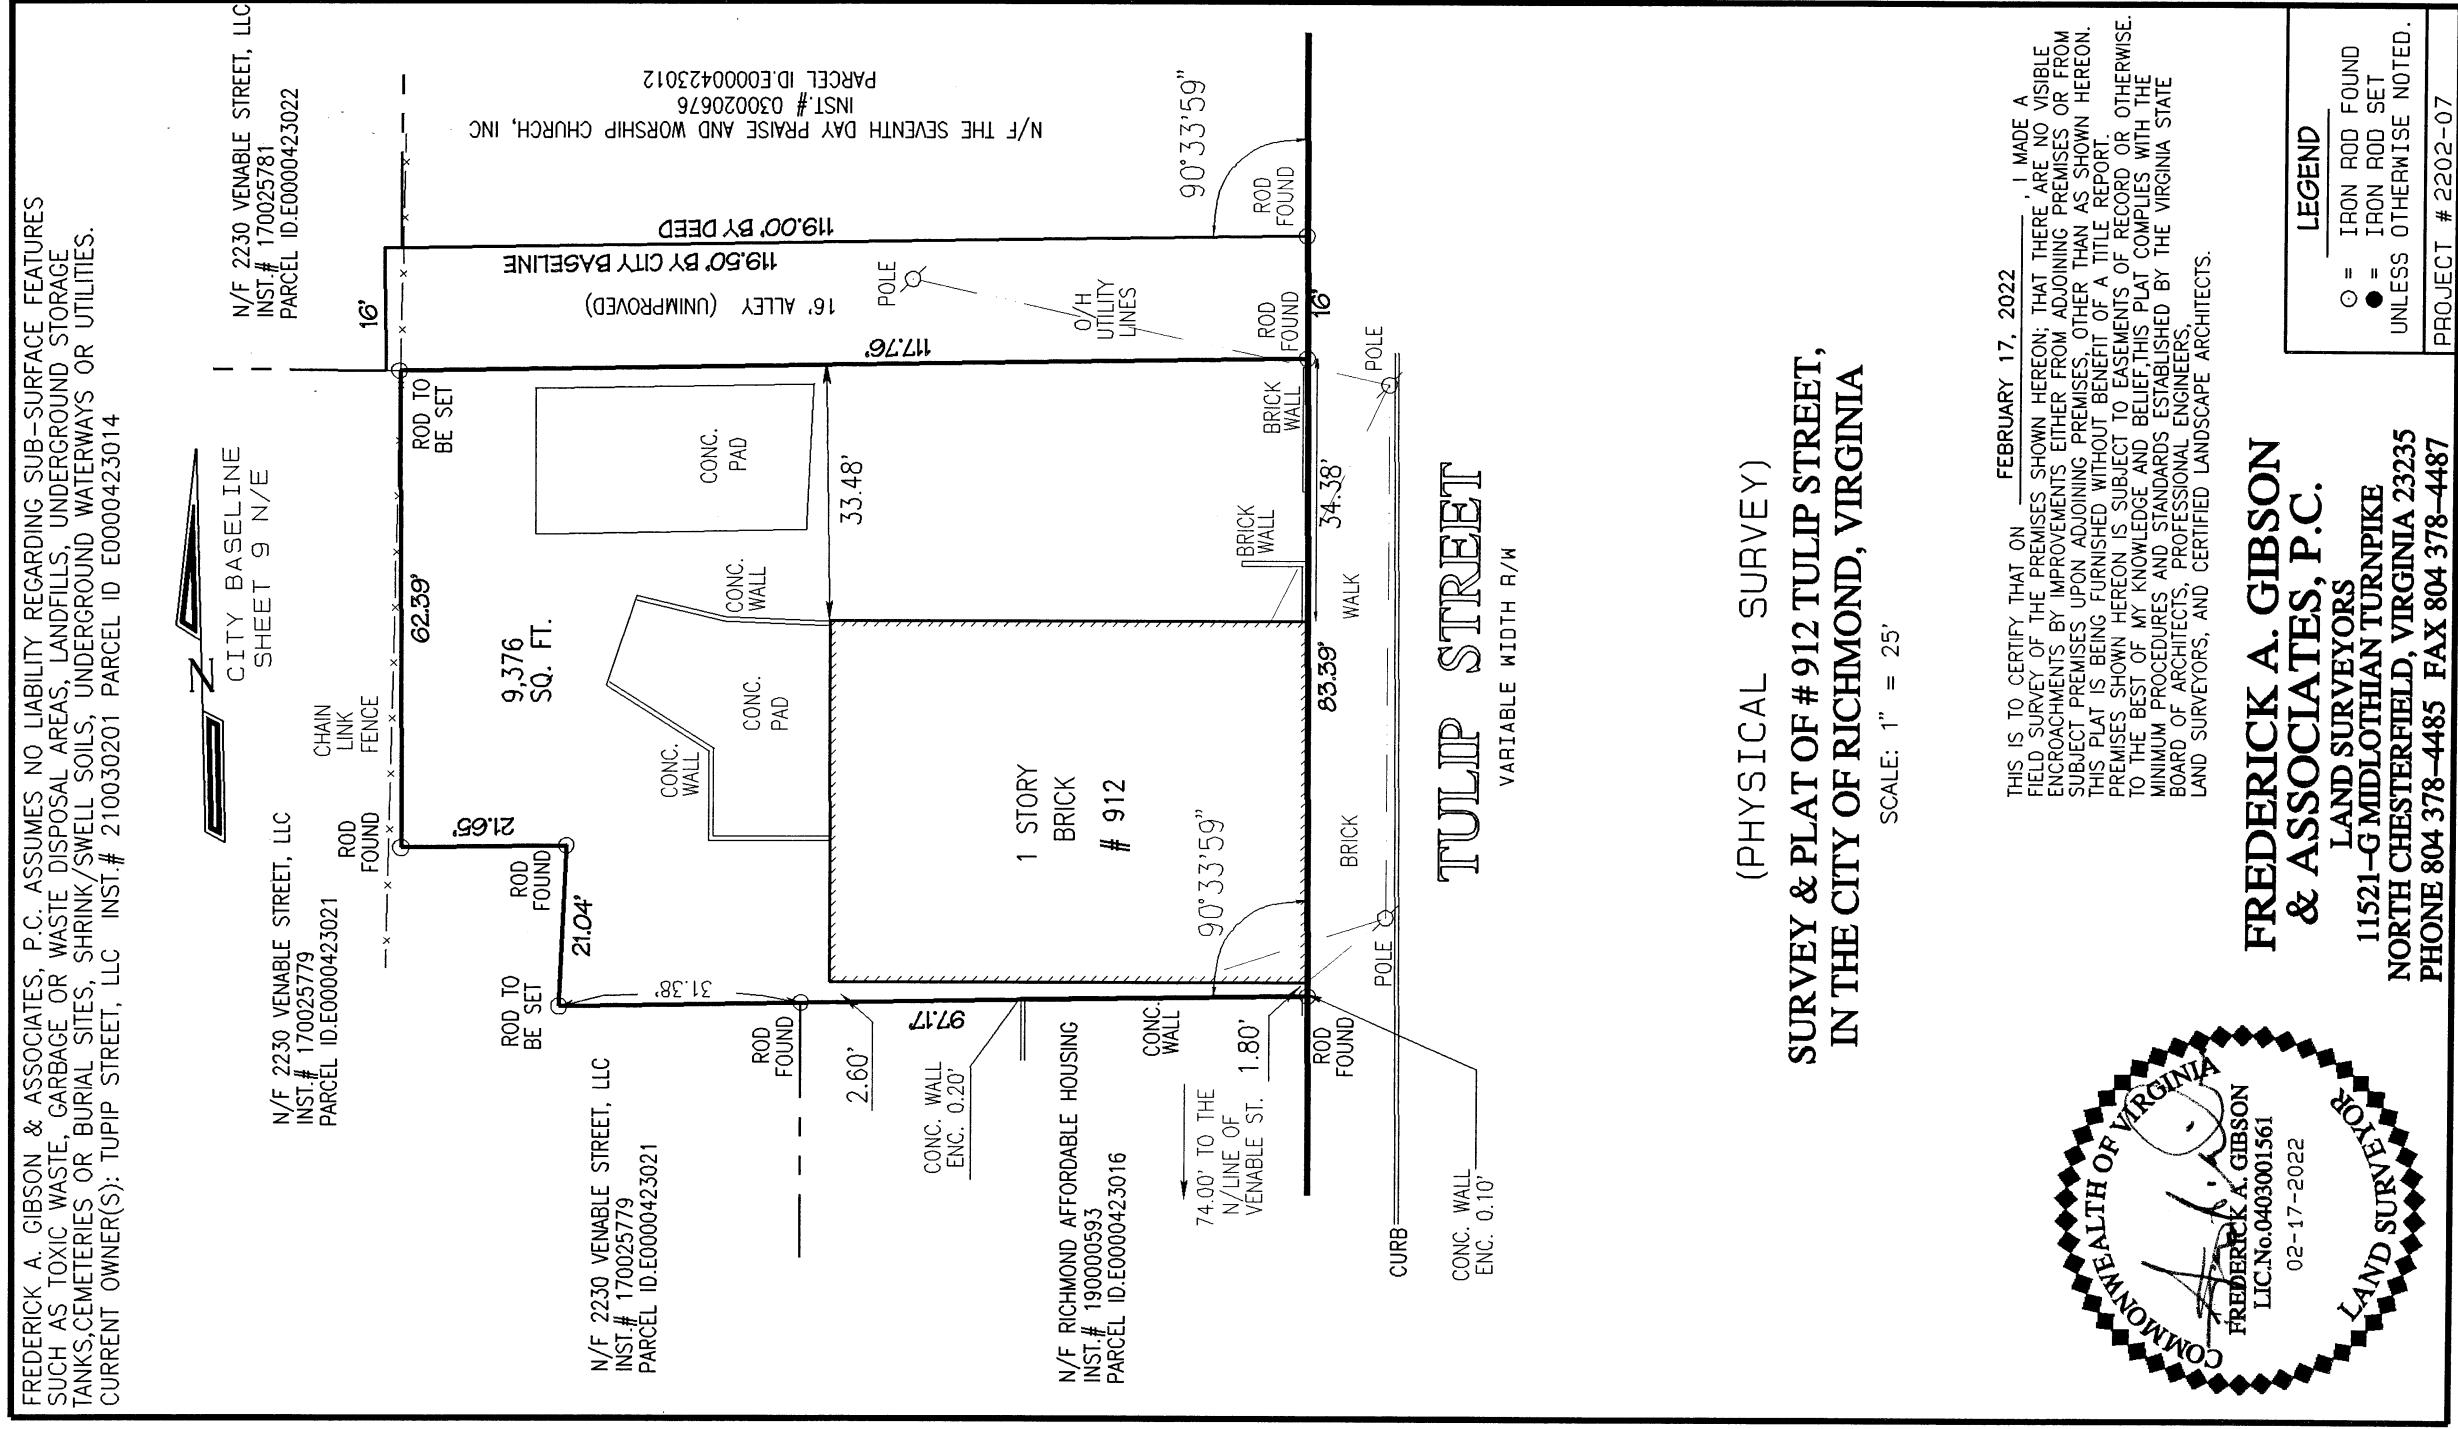 FREDERICK A. GIBSON & ASSOCIATES, P.C. ASSUMES NO LIABILITY REGARDING SUB-SURFACE FEATURES
SUCH AS TOXIC WASTE, GARBAGE OR WASTE DISPOSAL AREAS, LANDFILLS, UNDERGROUND STORAGE
TANKS,CEMETERIES OR BURIAL SITES, SHRINK/SWELL SOILS, UNDERGROUND WATERWAYS OR UTILITIES.
CURRENT OWNER(S): TUPIP STREET, LLC INST.# 210030201 PARCEL ID E0000423014
CITY BASELINE
SHEET 9 N/E
N
N/F 2230 VENABLE STREET, LLC
INST.# 170025781
PARCEL ID.E0000423022
N/F 2230 VENABLE STREET, LLC
INST.# 170025779
PARCEL ID.E0000423021
CHAIN
LINK
FENCE
ROD
FOUND
62.39'
ROD TO
BE SET
16'
21.65'
ROD
FOUND
21.04'
ROD TO
BE SET
31.38'
ROD
FOUND
N/F 2230 VENABLE STREET, LLC
INST.# 170025779
PARCEL ID.E0000423021
9,376
SQ. FT.
CONC.
PAD
CONC.
WALL
CONC.
PAD
CONC.
WALL
33.48'
117.76'
16' ALLEY (UNIMPROVED)
119.50' BY CITY BASELINE
119.00' BY DEED
N/F THE SEVENTH DAY PRAISE AND WORSHIP CHURCH, INC
INST.# 030020676
PARCEL ID.E0000423012
POLE
O/H
UTILITY
LINES
90°33'59"
ROD
FOUND
ROD
FOUND
16'
BRICK
WALL
BRICK
WALL
34.38'
1 STORY
BRICK
# 912
90°33'59"
2.60'
97.17'
CONC. WALL
ENC. 0.20'
N/F RICHMOND AFFORDABLE HOUSING
INST.# 190000593
PARCEL ID.E0000423016
CONC.
WALL
74.00' TO THE
N/LINE OF
VENABLE ST.
1.80'
ROD
FOUND
83.39'
BRICK
WALK
POLE
POLE
CURB
CONC. WALL
ENC. 0.10'
TULIP STREET
VARIABLE WIDTH R/W
(PHYSICAL SURVEY)
SURVEY & PLAT OF # 912 TULIP STREET,
IN THE CITY OF RICHMOND, VIRGINIA
SCALE: 1" = 25'
THIS IS TO CERTIFY THAT ON FEBRUARY 17, 2022 , I MADE A
FIELD SURVEY OF THE PREMISES SHOWN HEREON; THAT THERE ARE NO VISIBLE
ENCROACHMENTS BY IMPROVEMENTS EITHER FROM ADJOINING PREMISES OR FROM
SUBJECT PREMISES UPON ADJOINING PREMISES, OTHER THAN AS SHOWN HEREON.
THIS PLAT IS BEING FURNISHED WITHOUT BENEFIT OF A TITLE REPORT.
PREMISES SHOWN HEREON IS SUBJECT TO EASEMENTS OF RECORD OR OTHERWISE.
TO THE BEST OF MY KNOWLEDGE AND BELIEF,THIS PLAT COMPLIES WITH THE
MINIMUM PROCEDURES AND STANDARDS ESTABLISHED BY THE VIRGINIA STATE
BOARD OF ARCHITECTS, PROFESSIONAL ENGINEERS,
LAND SURVEYORS, AND CERTIFIED LANDSCAPE ARCHITECTS.
COMMONWEALTH OF VIRGINIA
FREDERICK A. GIBSON
LIC.No.0403001561
02-17-2022
LAND SURVEYOR
FREDERICK A. GIBSON
& ASSOCIATES, P.C.
LAND SURVEYORS
11521-G MIDLOTHIAN TURNPIKE
NORTH CHESTERFIELD, VIRGINIA 23235
PHONE 804 378-4485 FAX 804 378-4487
LEGEND
= IRON ROD FOUND
= IRON ROD SET
UNLESS OTHERWISE NOTED.
PROJECT # 2202-07